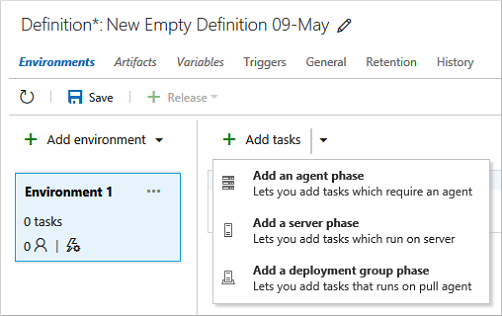 Definition*: New Empty Definition 09-May
Environments Artifacts Variables Triggers General Retention History
Save Release
Add environment Add tasks
Environment 1 ...
0 tasks
0
Add an agent phase
Lets you add tasks which require an agent
Add a server phase
Lets you add tasks which run on server
Add a deployment group phase
Lets you add tasks that runs on pull agent